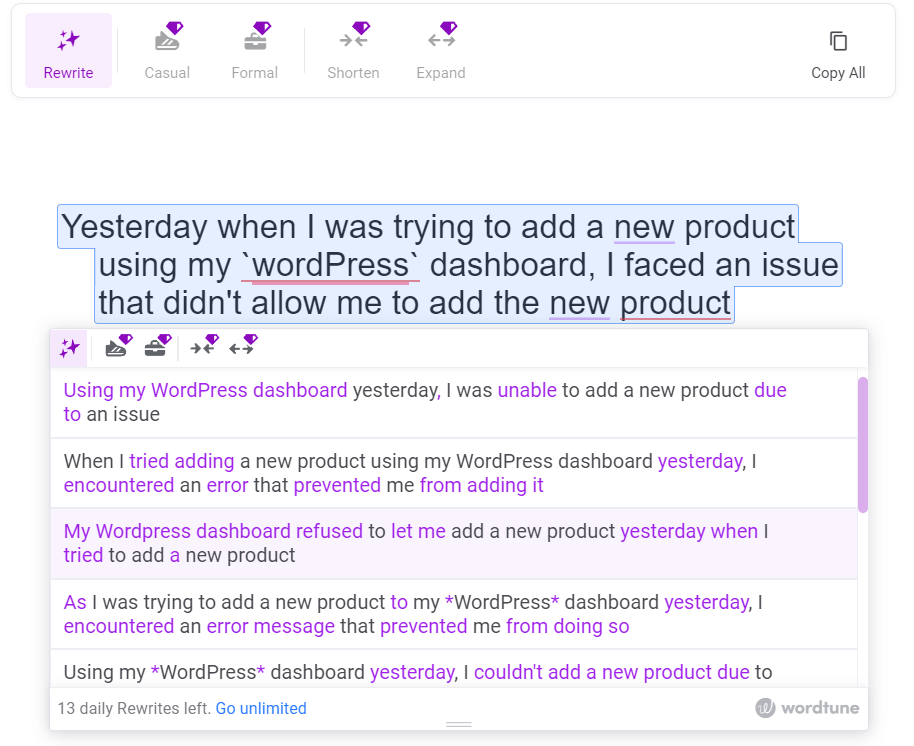 Rewrite
Casual
Formal
Shorten
Expand
Copy All
Yesterday when I was trying to add a new product
using my `wordPress` dashboard, I faced an issue
that didn't allow me to add the new product
Using my WordPress dashboard yesterday, I was unable to add a new product due
to an issue
When I tried adding a new product using my WordPress dashboard yesterday, I
encountered an error that prevented me from adding it
My Wordpress dashboard refused to let me add a new product yesterday when I
tried to add a new product
As I was trying to add a new product to my *WordPress* dashboard yesterday, I
encountered an error message that prevented me from doing so
Using my *WordPress* dashboard yesterday, I couldn't add a new product due to
13 daily Rewrites left. Go unlimited
wordtune